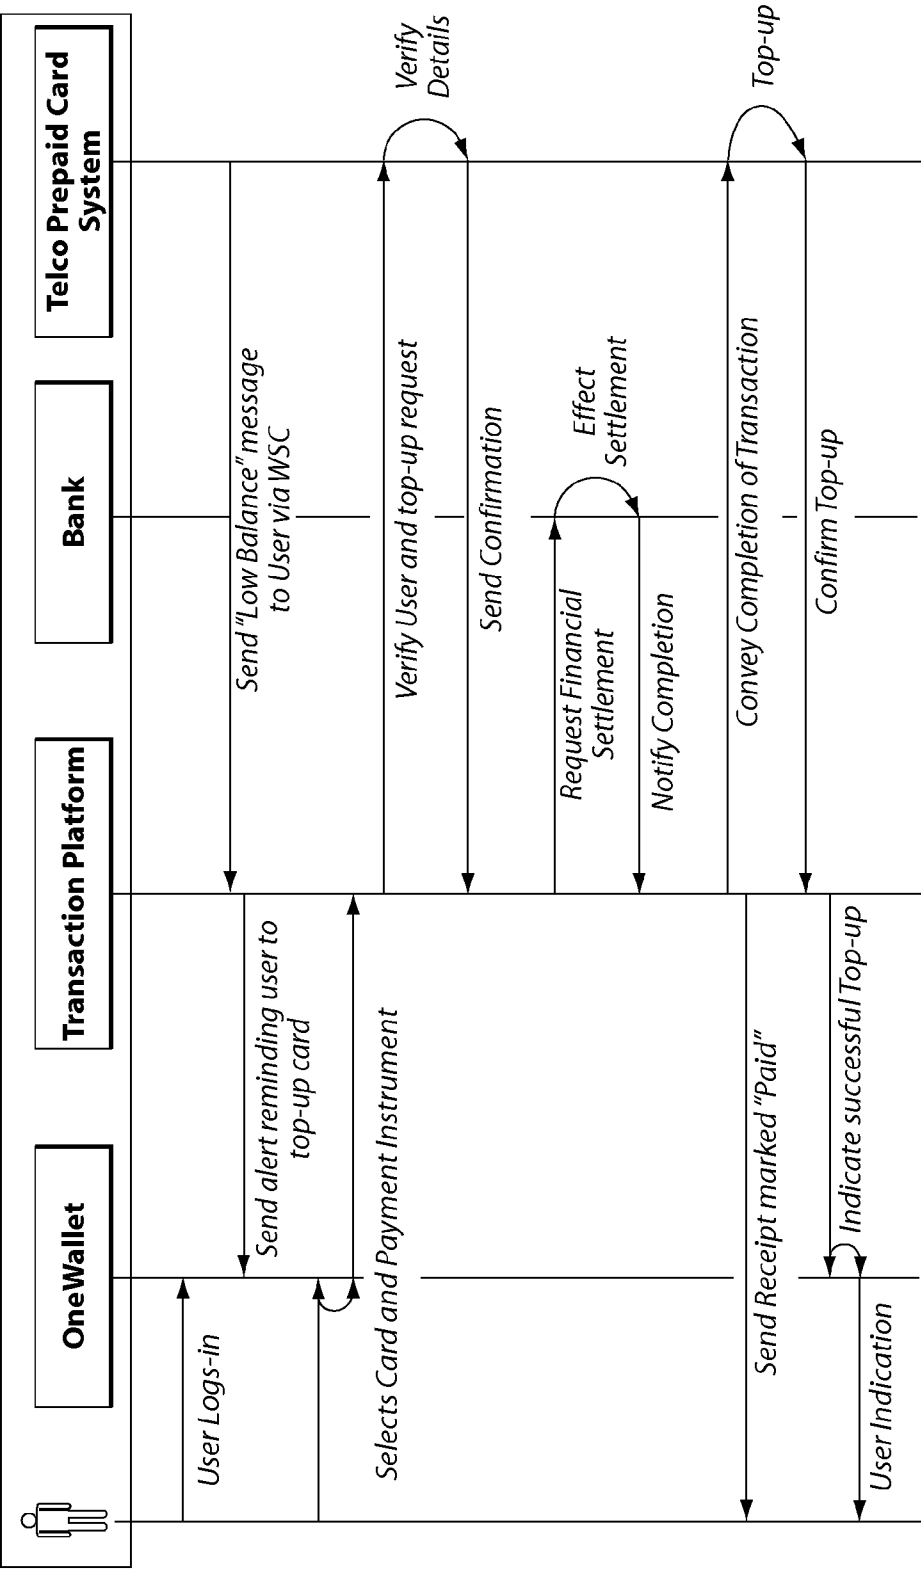 OneWallet
Transaction Platform
Bank
Telco Prepaid Card
System
User Logs-in
Send “Low Balance” message
to User via WSC
Send alert reminding user to
top-up card
Selects Card and Payment Instrument
Verify User and top-up request
Verify
Details
Send Confirmation
Request Financial
Settlement
Effect
Settlement
Notify Completion
Convey Completion of Transaction
Top-up
Send Receipt marked “Paid”
Confirm Top-up
Indicate successful Top-up
User Indication